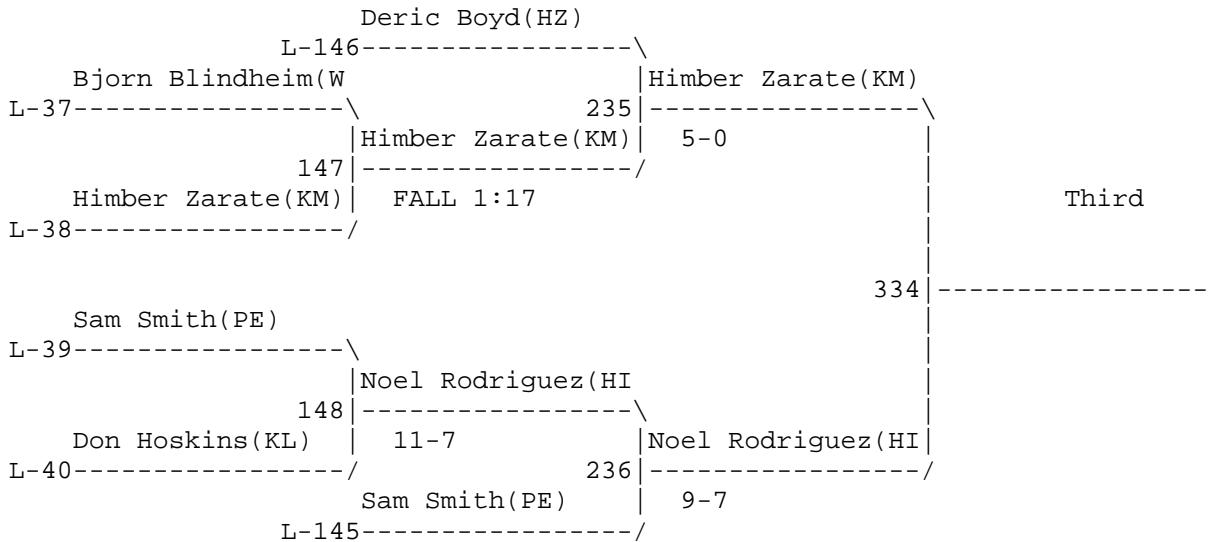 Deric Boyd(HZ)
L-146-----------------\
Bjorn Blindheim(W |Himber Zarate(KM)
L-37-----------------\ 235|-----------------\
|Himber Zarate(KM)| 5-0 |
147|-----------------/ |
Himber Zarate(KM)| FALL 1:17 | Third
L-38-----------------/ |
|
334|-----------------
Sam Smith(PE) |
L-39-----------------\ |
|Noel Rodriguez(HI |
148|-----------------\ |
Don Hoskins(KL) | 11-7 |Noel Rodriguez(HI|
L-40-----------------/ 236|-----------------/
Sam Smith(PE) | 9-7
L-145-----------------/